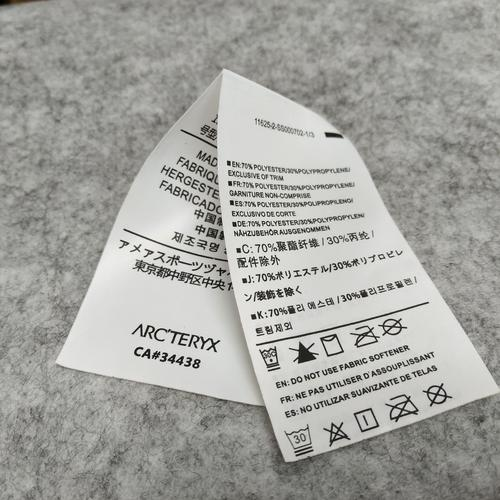 号型
MADE
FABRIQU
HERGESTE
FABRICADO
中国
中國
제조국명
アメアスポーツジャ
東京都中野区中央1
ARC'TERYX
CA#34438
11625-2-SS000702-1/3
■EN:70% POLYESTER/30%POLYPROPYLENE/
EXCLUSIVE OF TRIM
■FR:70% POLYESTER/30%POLYPROPYLENE/
GARNITURE NON-COMPRISE
■ES:70% POLYESTER/30%POLIPROPILENO/
EXCLUIDO DE CORTE
■DE:70% POLYESTER/30%POLYPROPYLEN/
NÄHZUBEHÖR AUSGENOMMEN
■C: 70%聚酯纤维 / 30%丙纶/
配件除外
■J:70%ポリエステル/30%ポリプロピレ
ン/装飾を除く
■K:70%폴리 에스테 / 30%폴리프로필렌 /
트림제외
EN: DO NOT USE FABRIC SOFTENER
FR: NE PAS UTILISER D'ASSOUPLISSANT
ES: NO UTILIZAR SUAVIZANTE DE TELAS
30